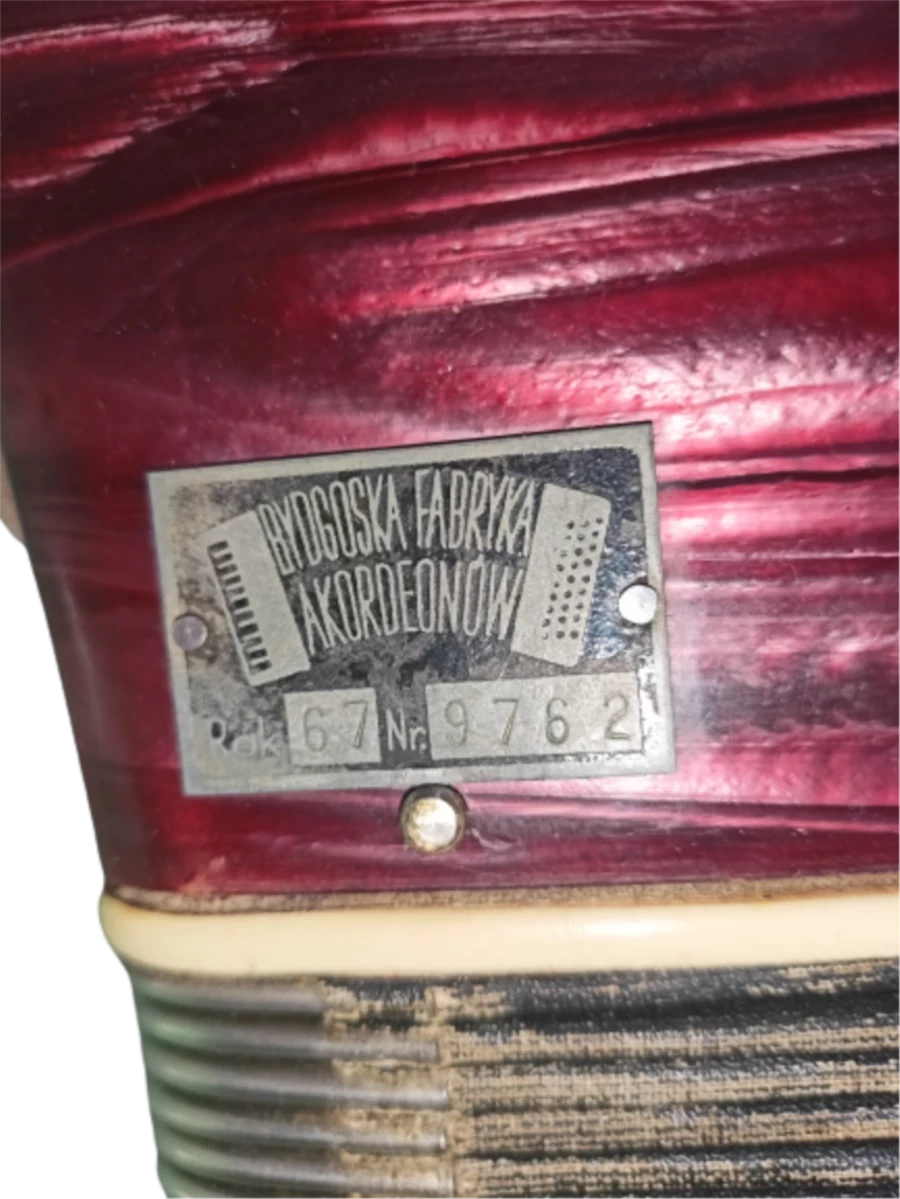 BYDGOSKA FABRYKA
AKORDEONÓW
Rok 67 Nr. 9762